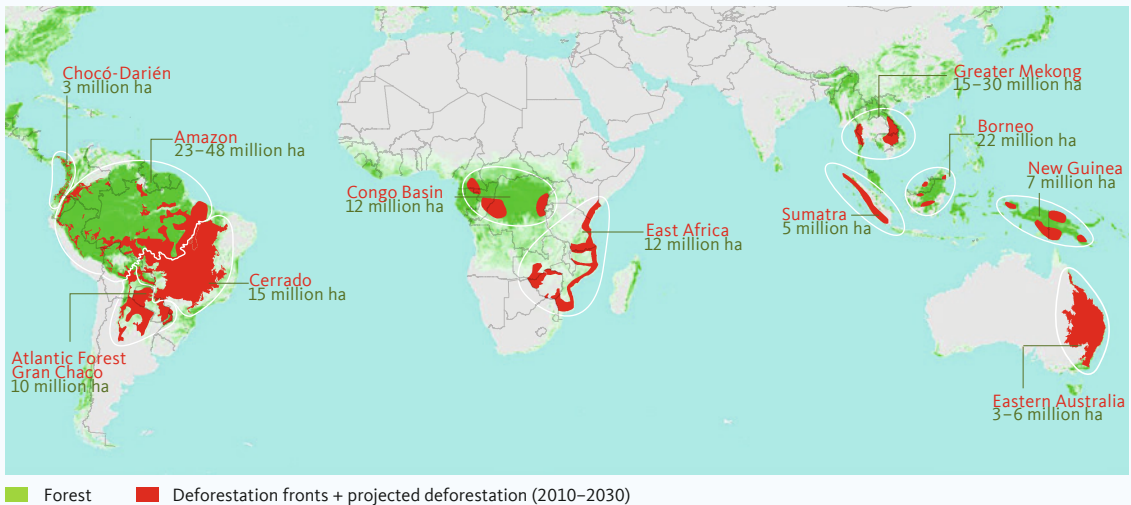 Chocó-Darién
3 million ha
Amazon
23–48 million ha
Cerrado
15 million ha
Atlantic Forest
Gran Chaco
10 million ha
Congo Basin
12 million ha
East Africa
12 million ha
Greater Mekong
15–30 million ha
Borneo
22 million ha
New Guinea
7 million ha
Sumatra
5 million ha
Eastern Australia
3–6 million ha
Forest
Deforestation fronts + projected deforestation (2010–2030)